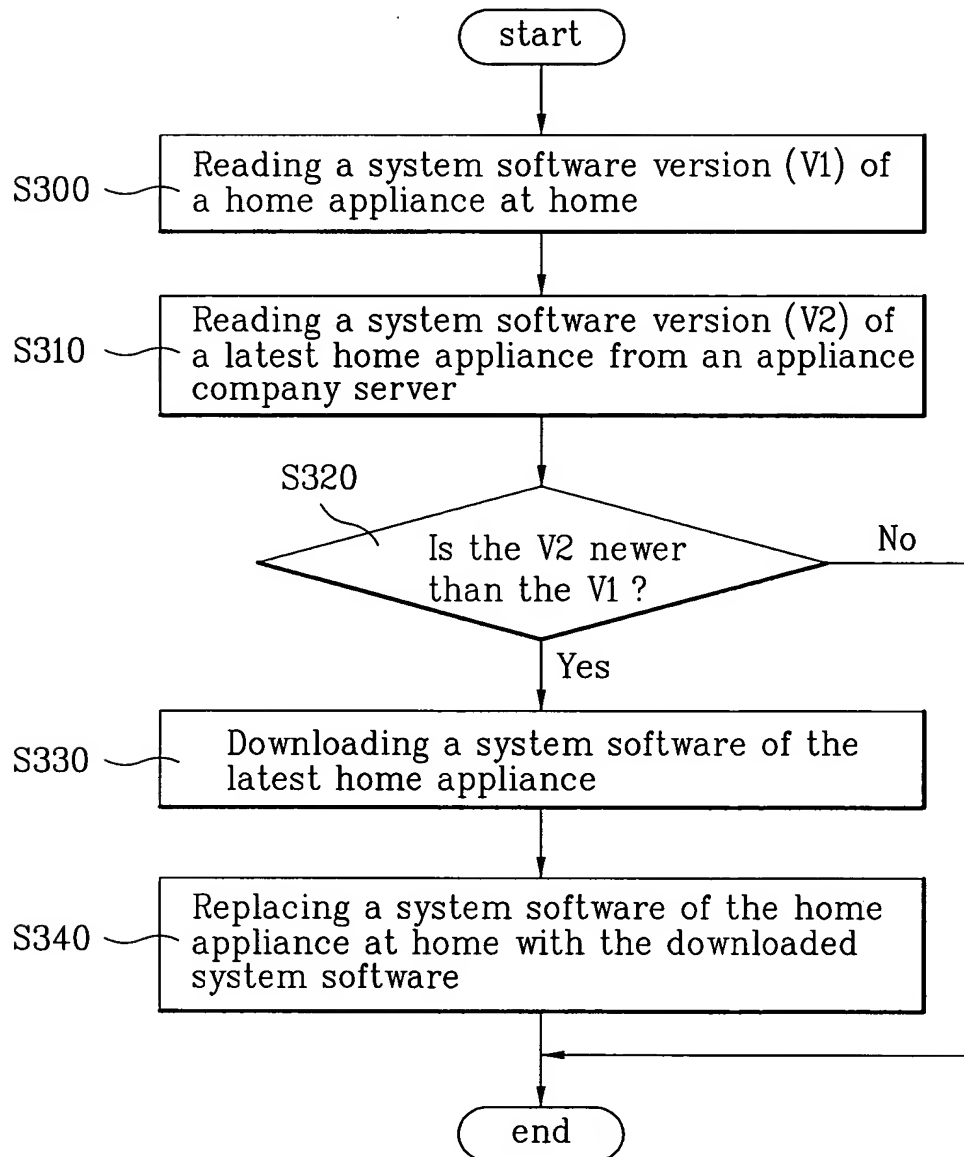 start
S300
Reading a system software version (V1) of
a home appliance at home
S310
Reading a system software version (V2) of
a latest home appliance from an appliance
company server
S320
Is the V2 newer
than the V1 ?
No
Yes
S330
Downloading a system software of the
latest home appliance
S340
Replacing a system software of the home
appliance at home with the downloaded
system software
end